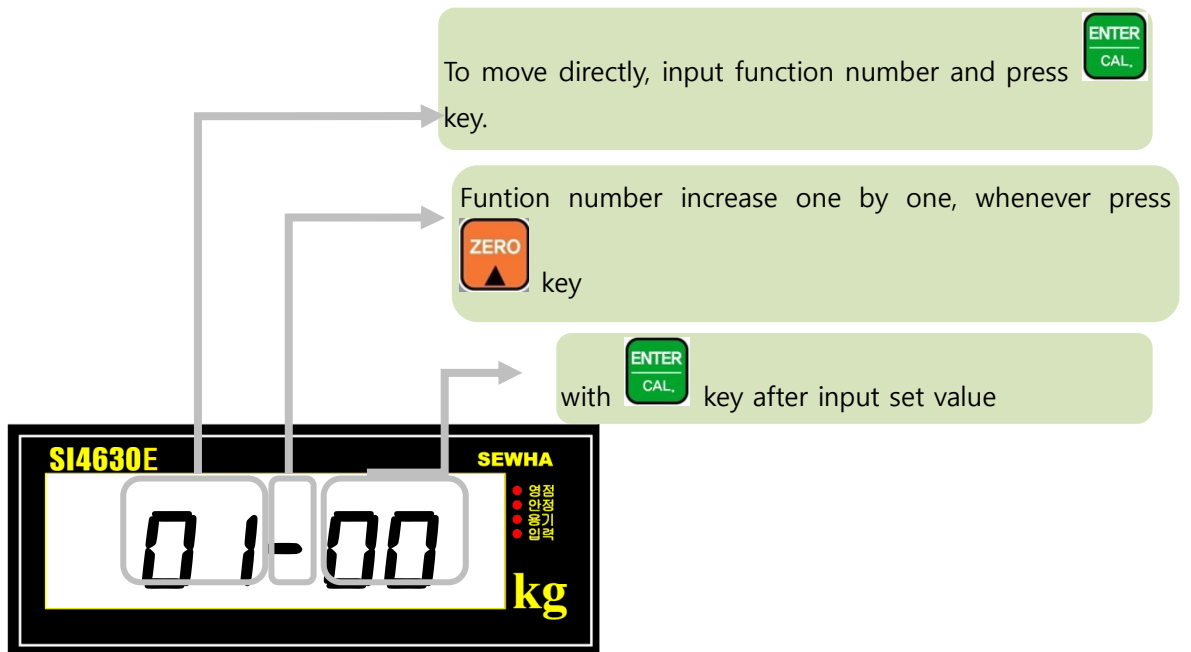 ENTER
CAL.
To move directly, input function number and press
key.
Funtion number increase one by one, whenever press
ZERO
key
ENTER
CAL.
with key after input set value
SI4630E
SEWHA
영점
안정
용기
입력
01-00
kg